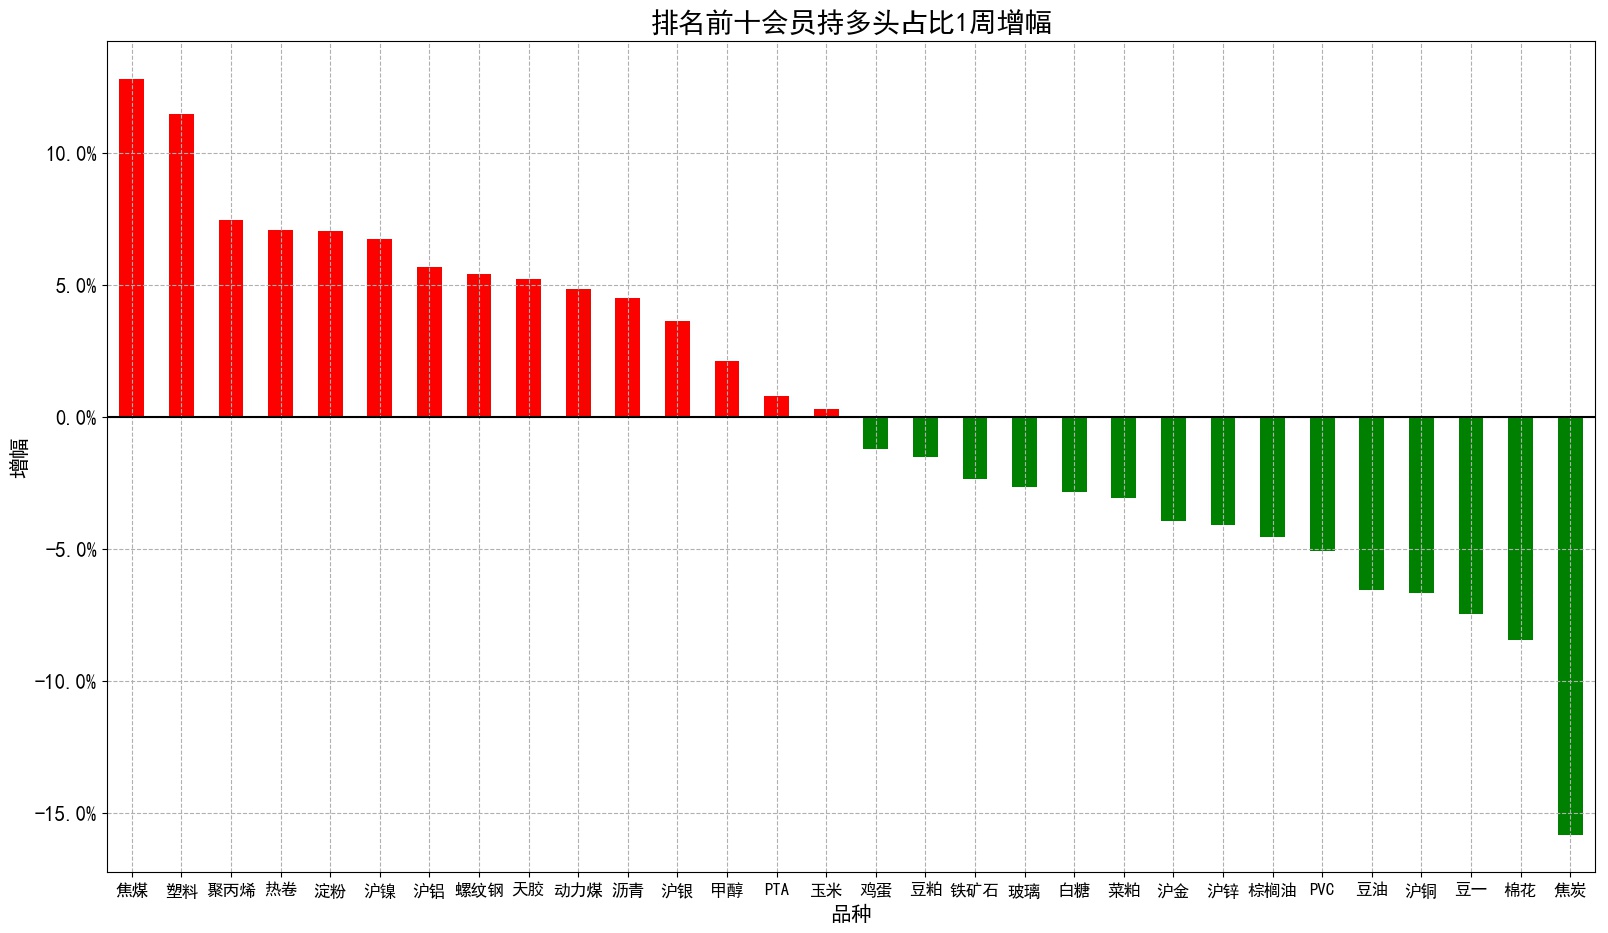 排名前十会员持多头占比1周增幅
10.0%
5.0%
0.0%
−5.0%
−10.0%
−15.0%
增幅
焦煤 塑料 聚丙烯 热卷 淀粉 沪镍 沪铝 螺纹钢 天胶 动力煤 沥青 沪银 甲醇 PTA 玉米 鸡蛋 豆粕 铁矿石 玻璃 白糖 菜粕 沪金 沪锌 棕榈油 PVC 豆油 沪铜 豆一 棉花 焦炭
品种